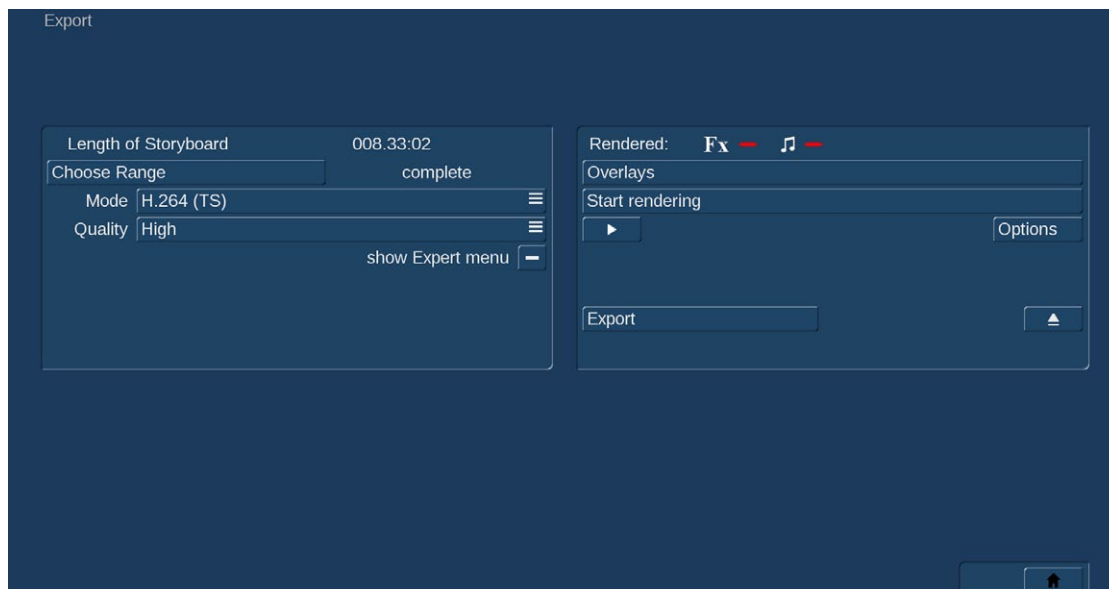 Export
Length of Storyboard 008.33:02
Choose Range complete
Mode H.264 (TS)
Quality High
show Expert menu
Rendered: Fx
Overlays
Start rendering
Options
Export